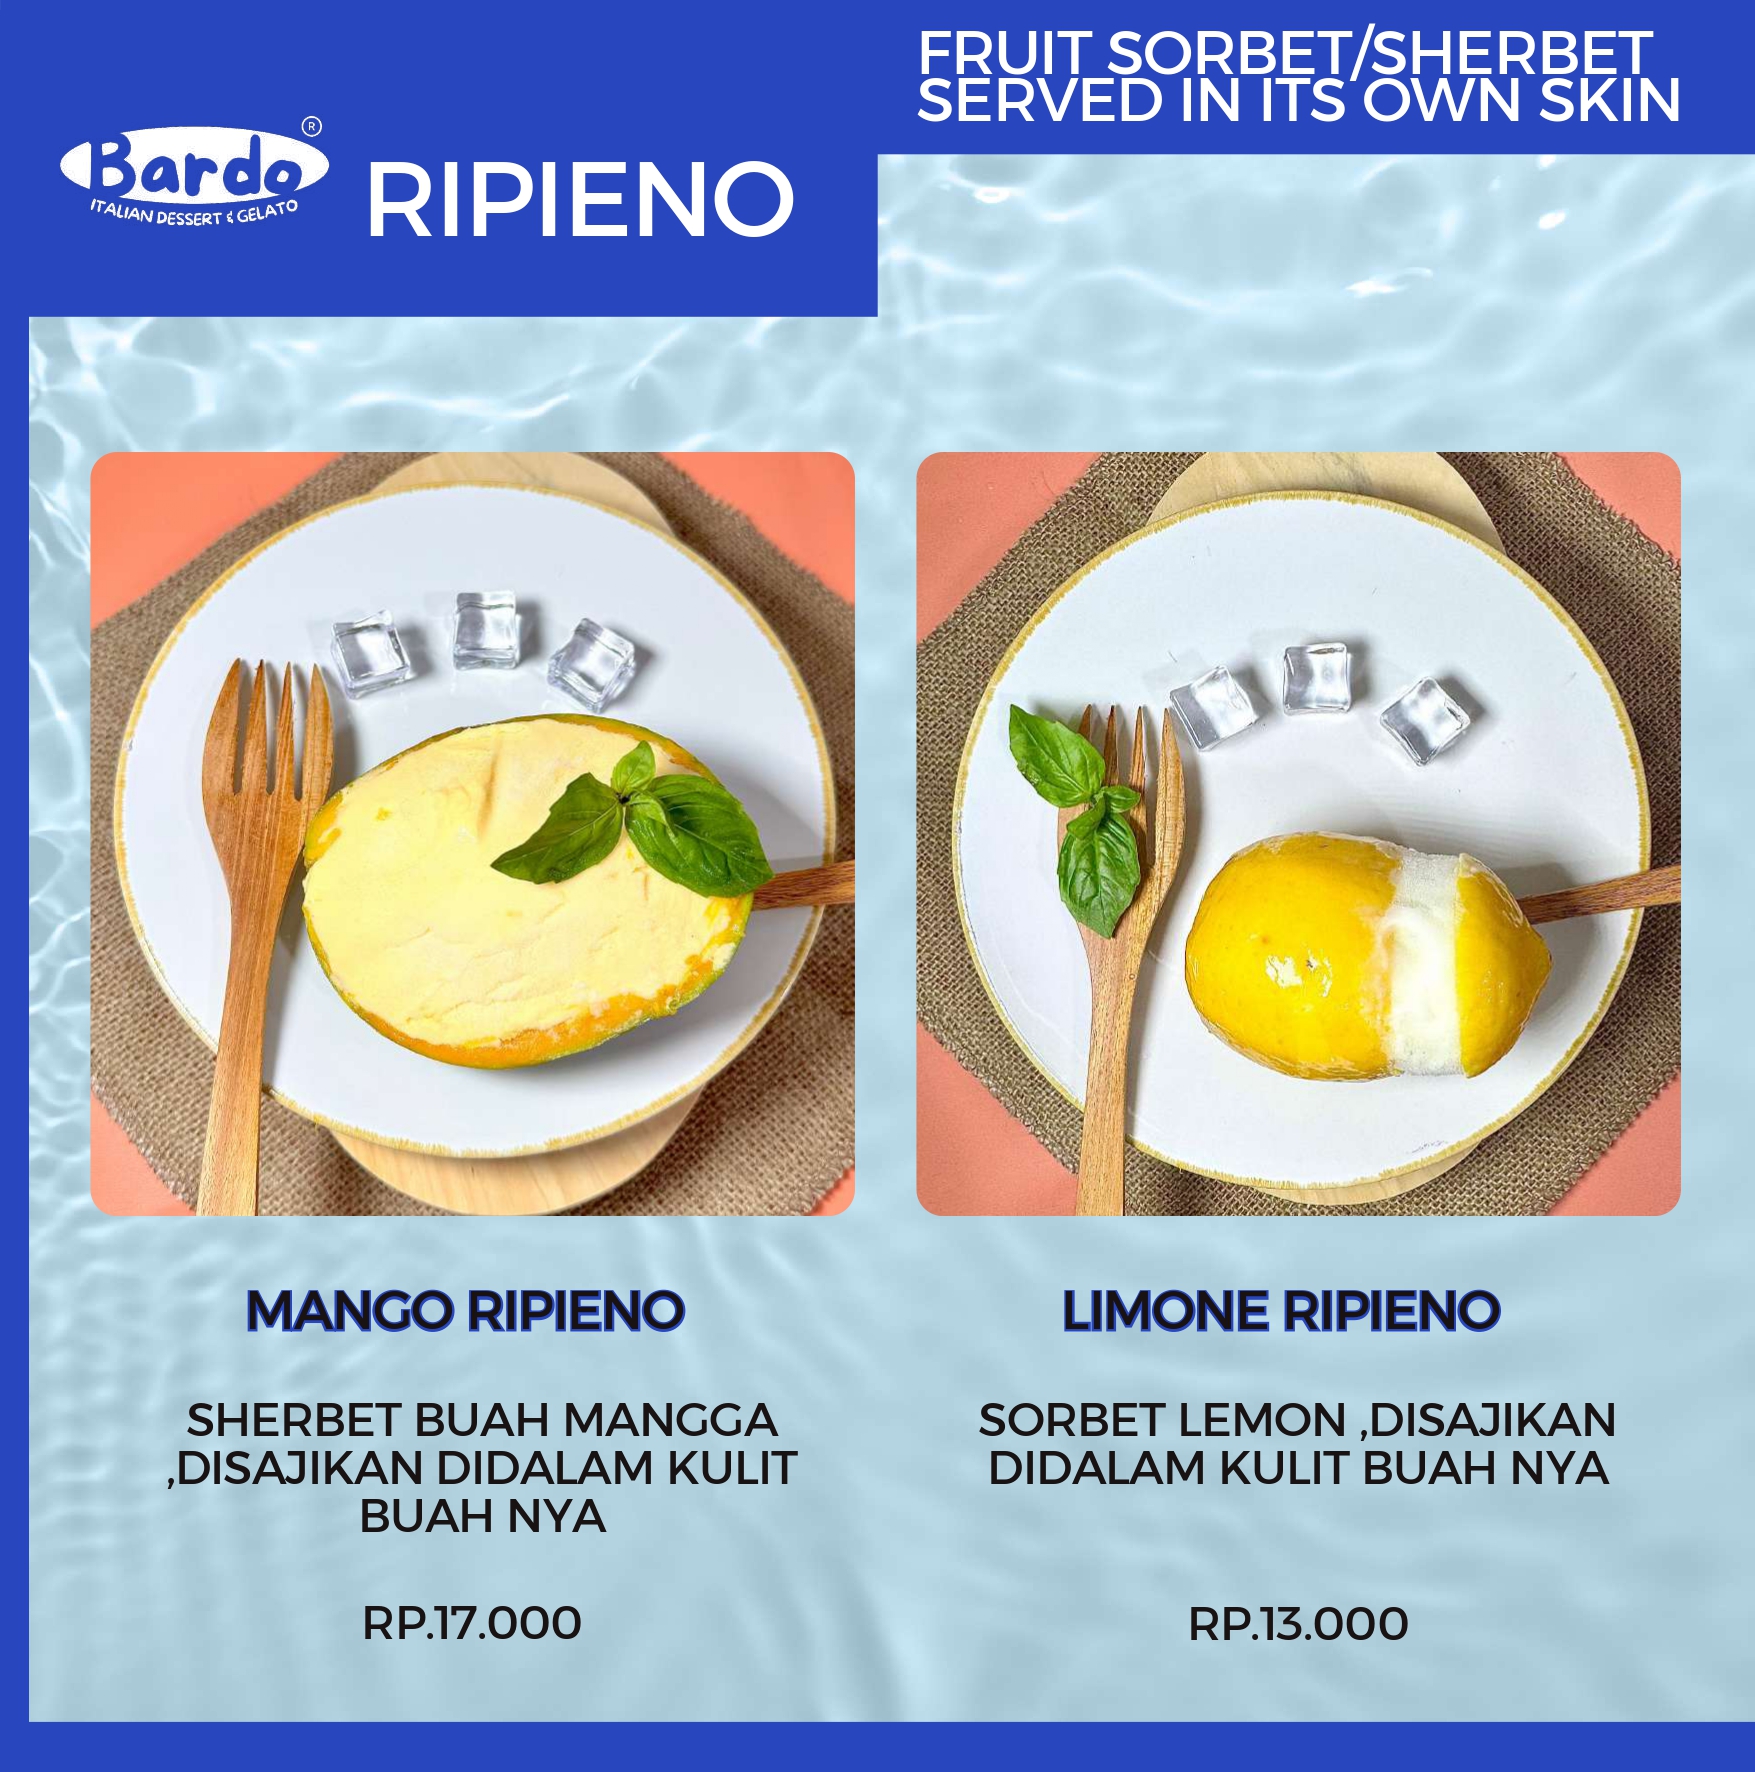 FRUIT SORBET/SHERBET
SERVED IN ITS OWN SKIN
Bardo ®
ITALIAN DESSERT & GELATO
RIPIENO
MANGO RIPIENO
SHERBET BUAH MANGGA
,DISAJIKAN DIDALAM KULIT
BUAH NYA
RP.17.000
LIMONE RIPIENO
SORBET LEMON ,DISAJIKAN
DIDALAM KULIT BUAH NYA
RP.13.000